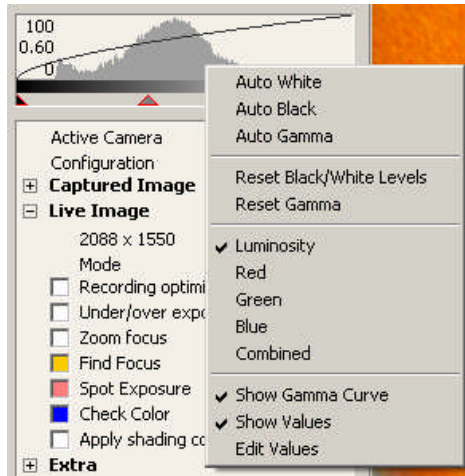 100
0.60
0
Auto White
Auto Black
Auto Gamma
Reset Black/White Levels
Reset Gamma
Luminosity
Red
Green
Blue
Combined
Show Gamma Curve
Show Values
Edit Values
Active Camera
Configuration
Captured Image
Live Image
2088 x 1550
Mode
Recording optimi
Under/over expo
Zoom focus
Find Focus
Spot Exposure
Check Color
Apply shading co
Extra